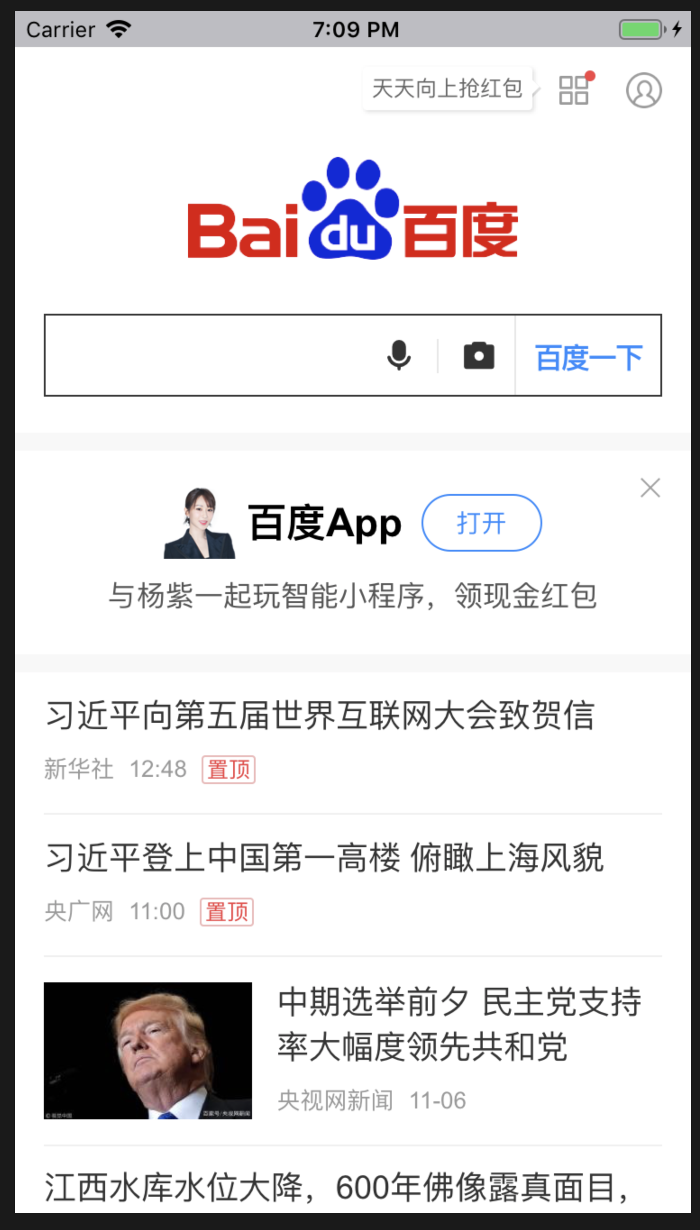 Carrier 7:09 PM
天天向上抢红包
Bai du 百度
百度一下
百度App 打开
与杨紫一起玩智能小程序，领现金红包
习近平向第五届世界互联网大会致贺信
新华社 12:48 置顶
习近平登上中国第一高楼 俯瞰上海风貌
央广网 11:00 置顶
中期选举前夕 民主党支持
率大幅度领先共和党
央视网新闻 11-06
江西水库水位大降，600年佛像露真面目，